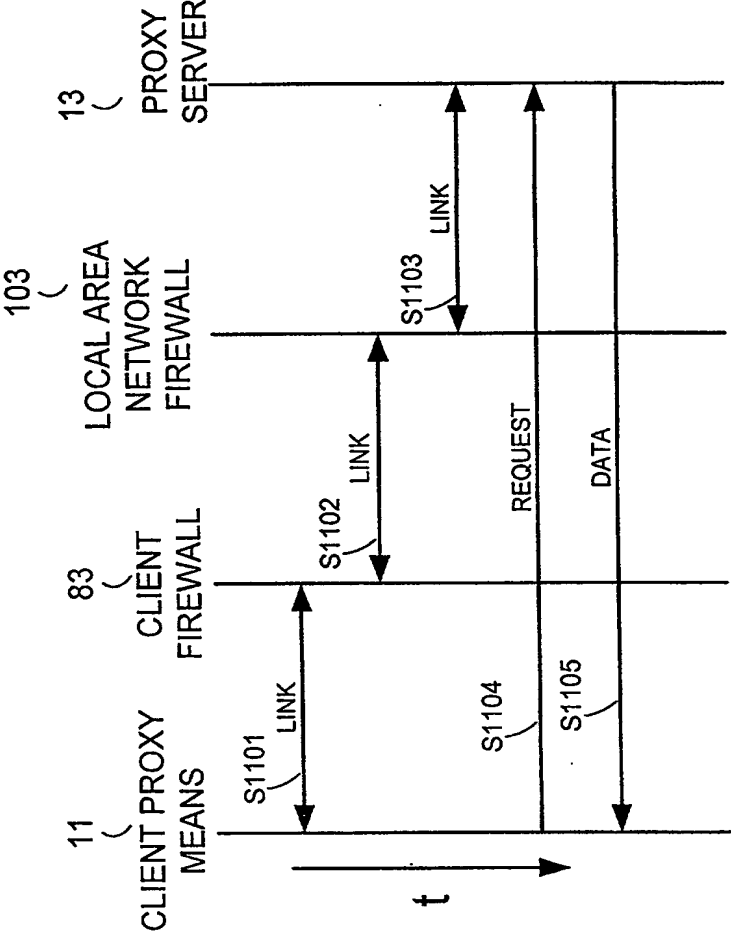 11
CLIENT PROXY
MEANS
83
CLIENT
FIREWALL
103
LOCAL AREA
NETWORK
FIREWALL
13
PROXY
SERVER
t
S1101
LINK
S1102
LINK
S1103
LINK
S1104
REQUEST
S1105
DATA